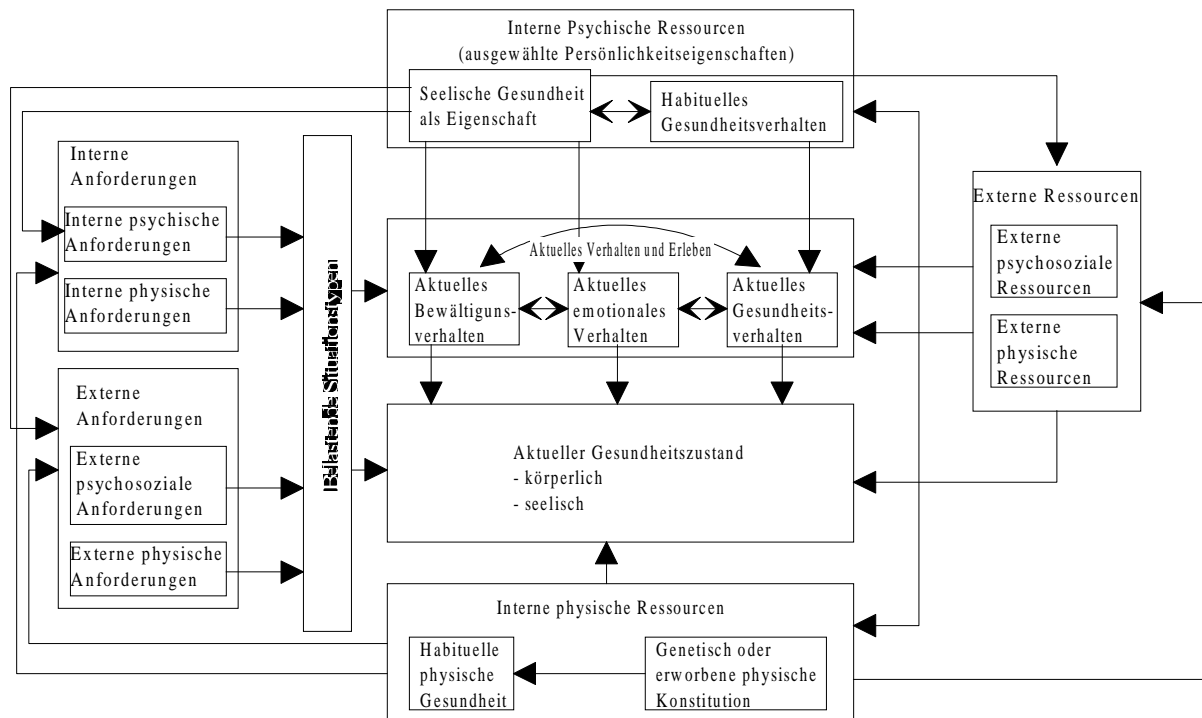 Interne Psychische Ressourcen
(ausgewählte Persönlichkeitseigenschaften)
Seelische Gesundheit
als Eigenschaft
Habituelles
Gesundheitsverhalten
Interne
Anforderungen
Interne psychische
Anforderungen
Interne physische
Anforderungen
Externe
Anforderungen
Externe
psychosoziale
Anforderungen
Externe physische
Anforderungen
Belastende Situationstypen
Aktuelles Verhalten und Erleben
Aktuelles
Bewältiguns-
verhalten
Aktuelles
emotionales
Verhalten
Aktuelles
Gesundheits-
verhalten
Externe Ressourcen
Externe
psychosoziale
Ressourcen
Externe
physische
Ressourcen
Aktueller Gesundheitszustand
- körperlich
- seelisch
Interne physische Ressourcen
Habituelle
physische
Gesundheit
Genetisch oder
erworbene physische
Konstitution